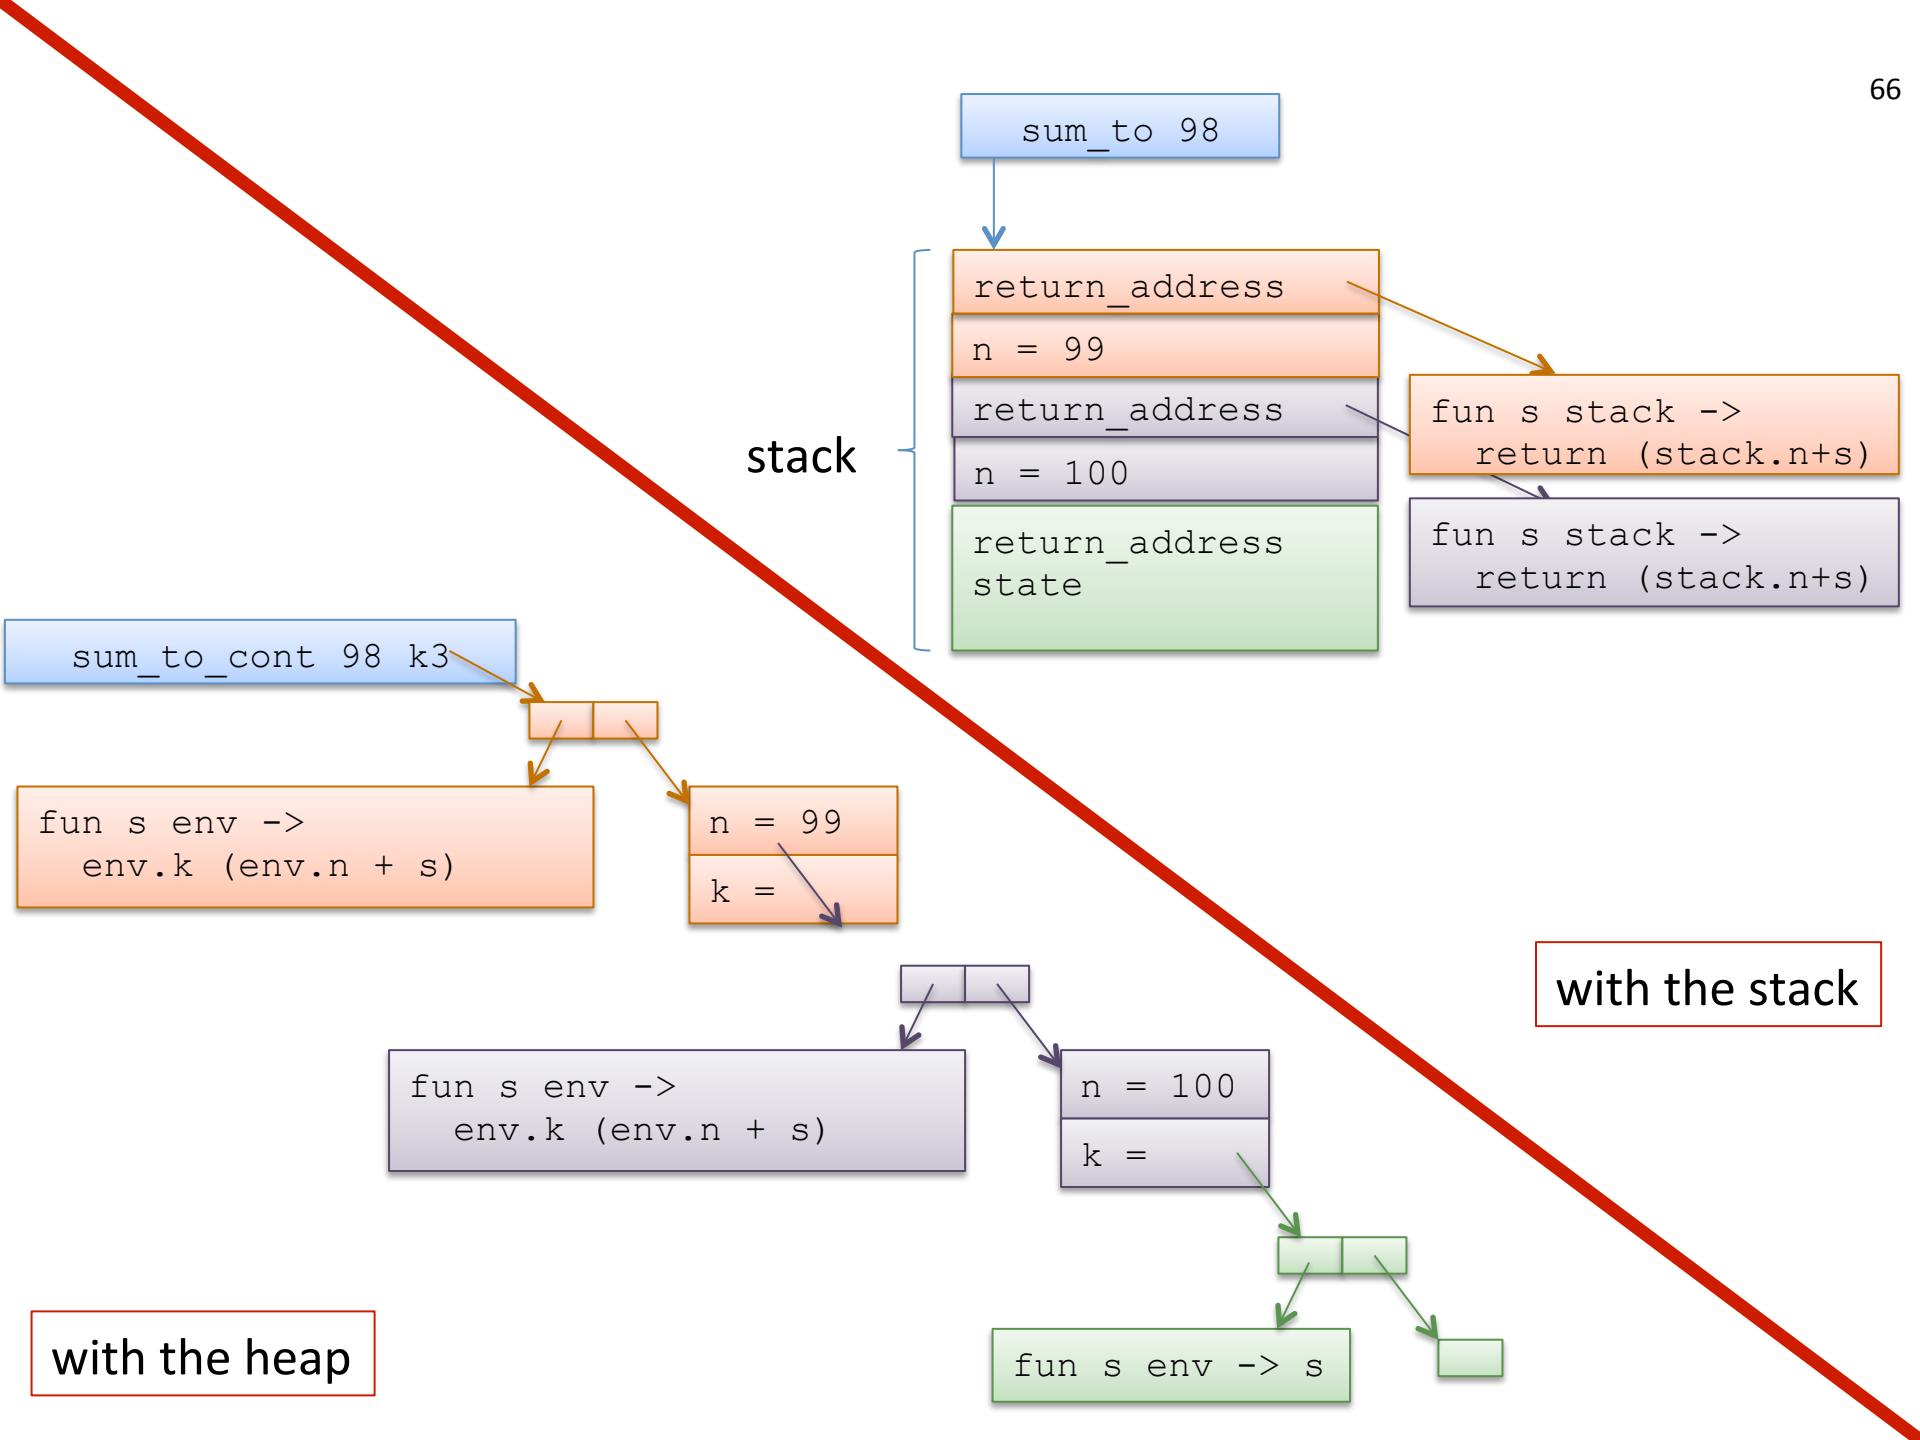 66
sum_to 98
return_address
n = 99
return_address
n = 100
return_address
state
stack
fun s stack ->
return (stack.n+s)
fun s stack ->
return (stack.n+s)
sum_to_cont 98 k3
fun s env ->
env.k (env.n + s)
n = 99
k =
with the stack
fun s env ->
env.k (env.n + s)
n = 100
k =
with the heap
fun s env -> s